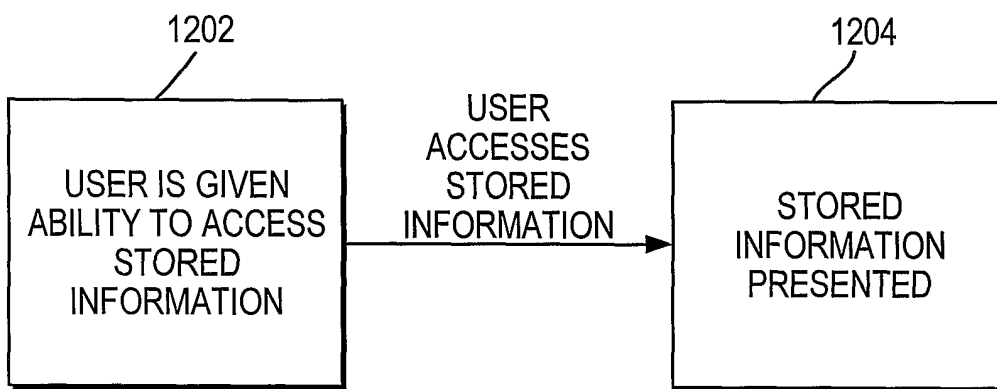 1202
USER IS GIVEN
ABILITY TO ACCESS
STORED
INFORMATION
USER
ACCESSES
STORED
INFORMATION
1204
STORED
INFORMATION
PRESENTED